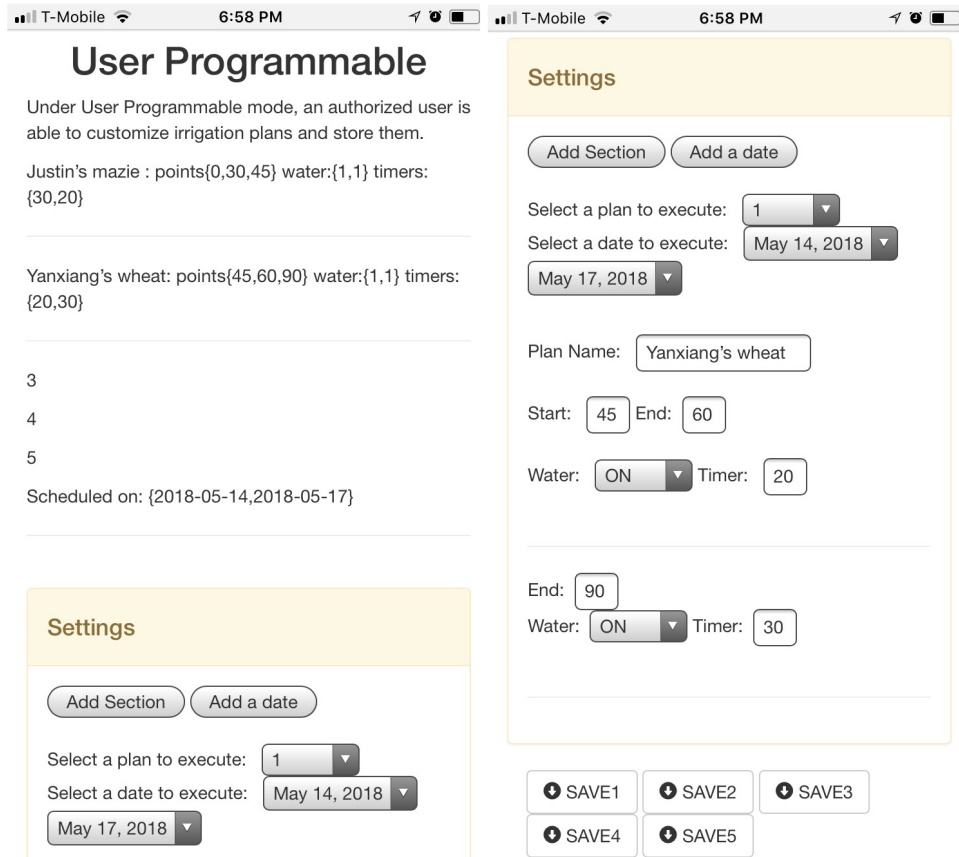 T-Mobile 6:58 PM
User Programmable
Under User Programmable mode, an authorized user is
able to customize irrigation plans and store them.
Justin's mazie : points{0,30,45} water:{1,1} timers:
{30,20}
Yanxiang's wheat: points{45,60,90} water:{1,1} timers:
{20,30}
3
4
5
Scheduled on: {2018-05-14,2018-05-17}
Settings
Add Section Add a date
Select a plan to execute: 1
Select a date to execute: May 14, 2018
May 17, 2018
T-Mobile 6:58 PM
Settings
Add Section Add a date
Select a plan to execute: 1
Select a date to execute: May 14, 2018
May 17, 2018
Plan Name: Yanxiang's wheat
Start: 45 End: 60
Water: ON Timer: 20
End: 90
Water: ON Timer: 30
SAVE1 SAVE2 SAVE3
SAVE4 SAVE5